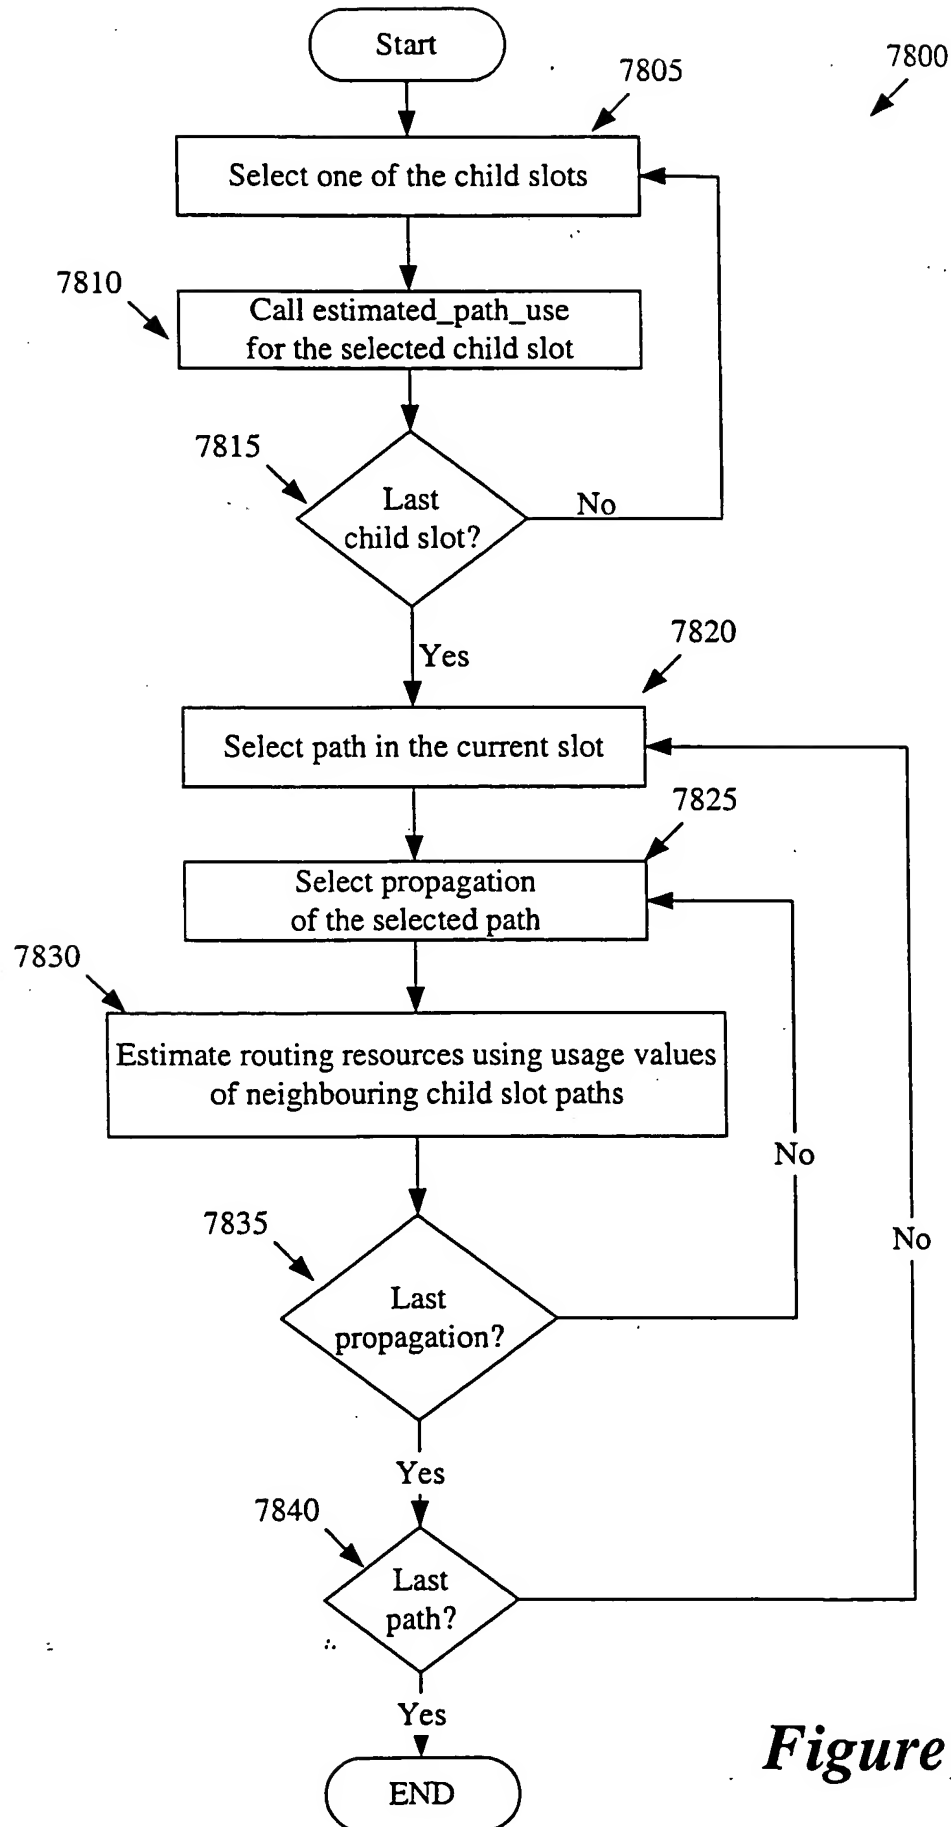 Start
7805
7800
Select one of the child slots
7810
Call estimated_path_use
for the selected child slot
7815
Last
child slot?
No
Yes
7820
Select path in the current slot
7825
Select propagation
of the selected path
7830
Estimate routing resources using usage values
of neighbouring child slot paths
No
7835
No
Last
propagation?
Yes
7840
Last
path?
Yes
Figure
END